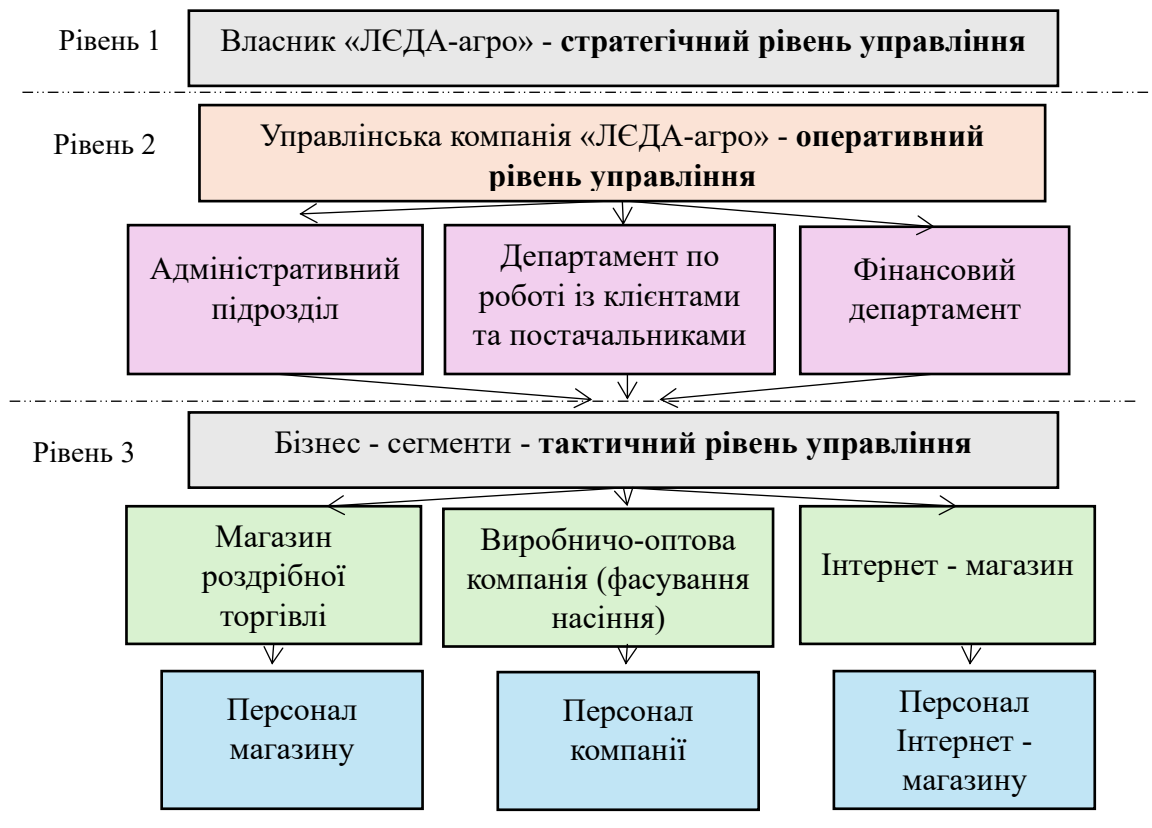 Рівень 1
Власник «ЛЄДА-агро» - стратегічний рівень управління
Рівень 2
Управлінська компанія «ЛЄДА-агро» - оперативний
рівень управління
Адміністративний
підрозділ
Департамент по
роботі із клієнтами
та постачальниками
Фінансовий
департамент
Рівень 3
Бізнес - сегменти - тактичний рівень управління
Магазин
роздрібної
торгівлі
Виробничо-оптова
компанія (фасування
насіння)
Інтернет - магазин
Персонал
магазину
Персонал
компанії
Персонал
Інтернет -
магазину